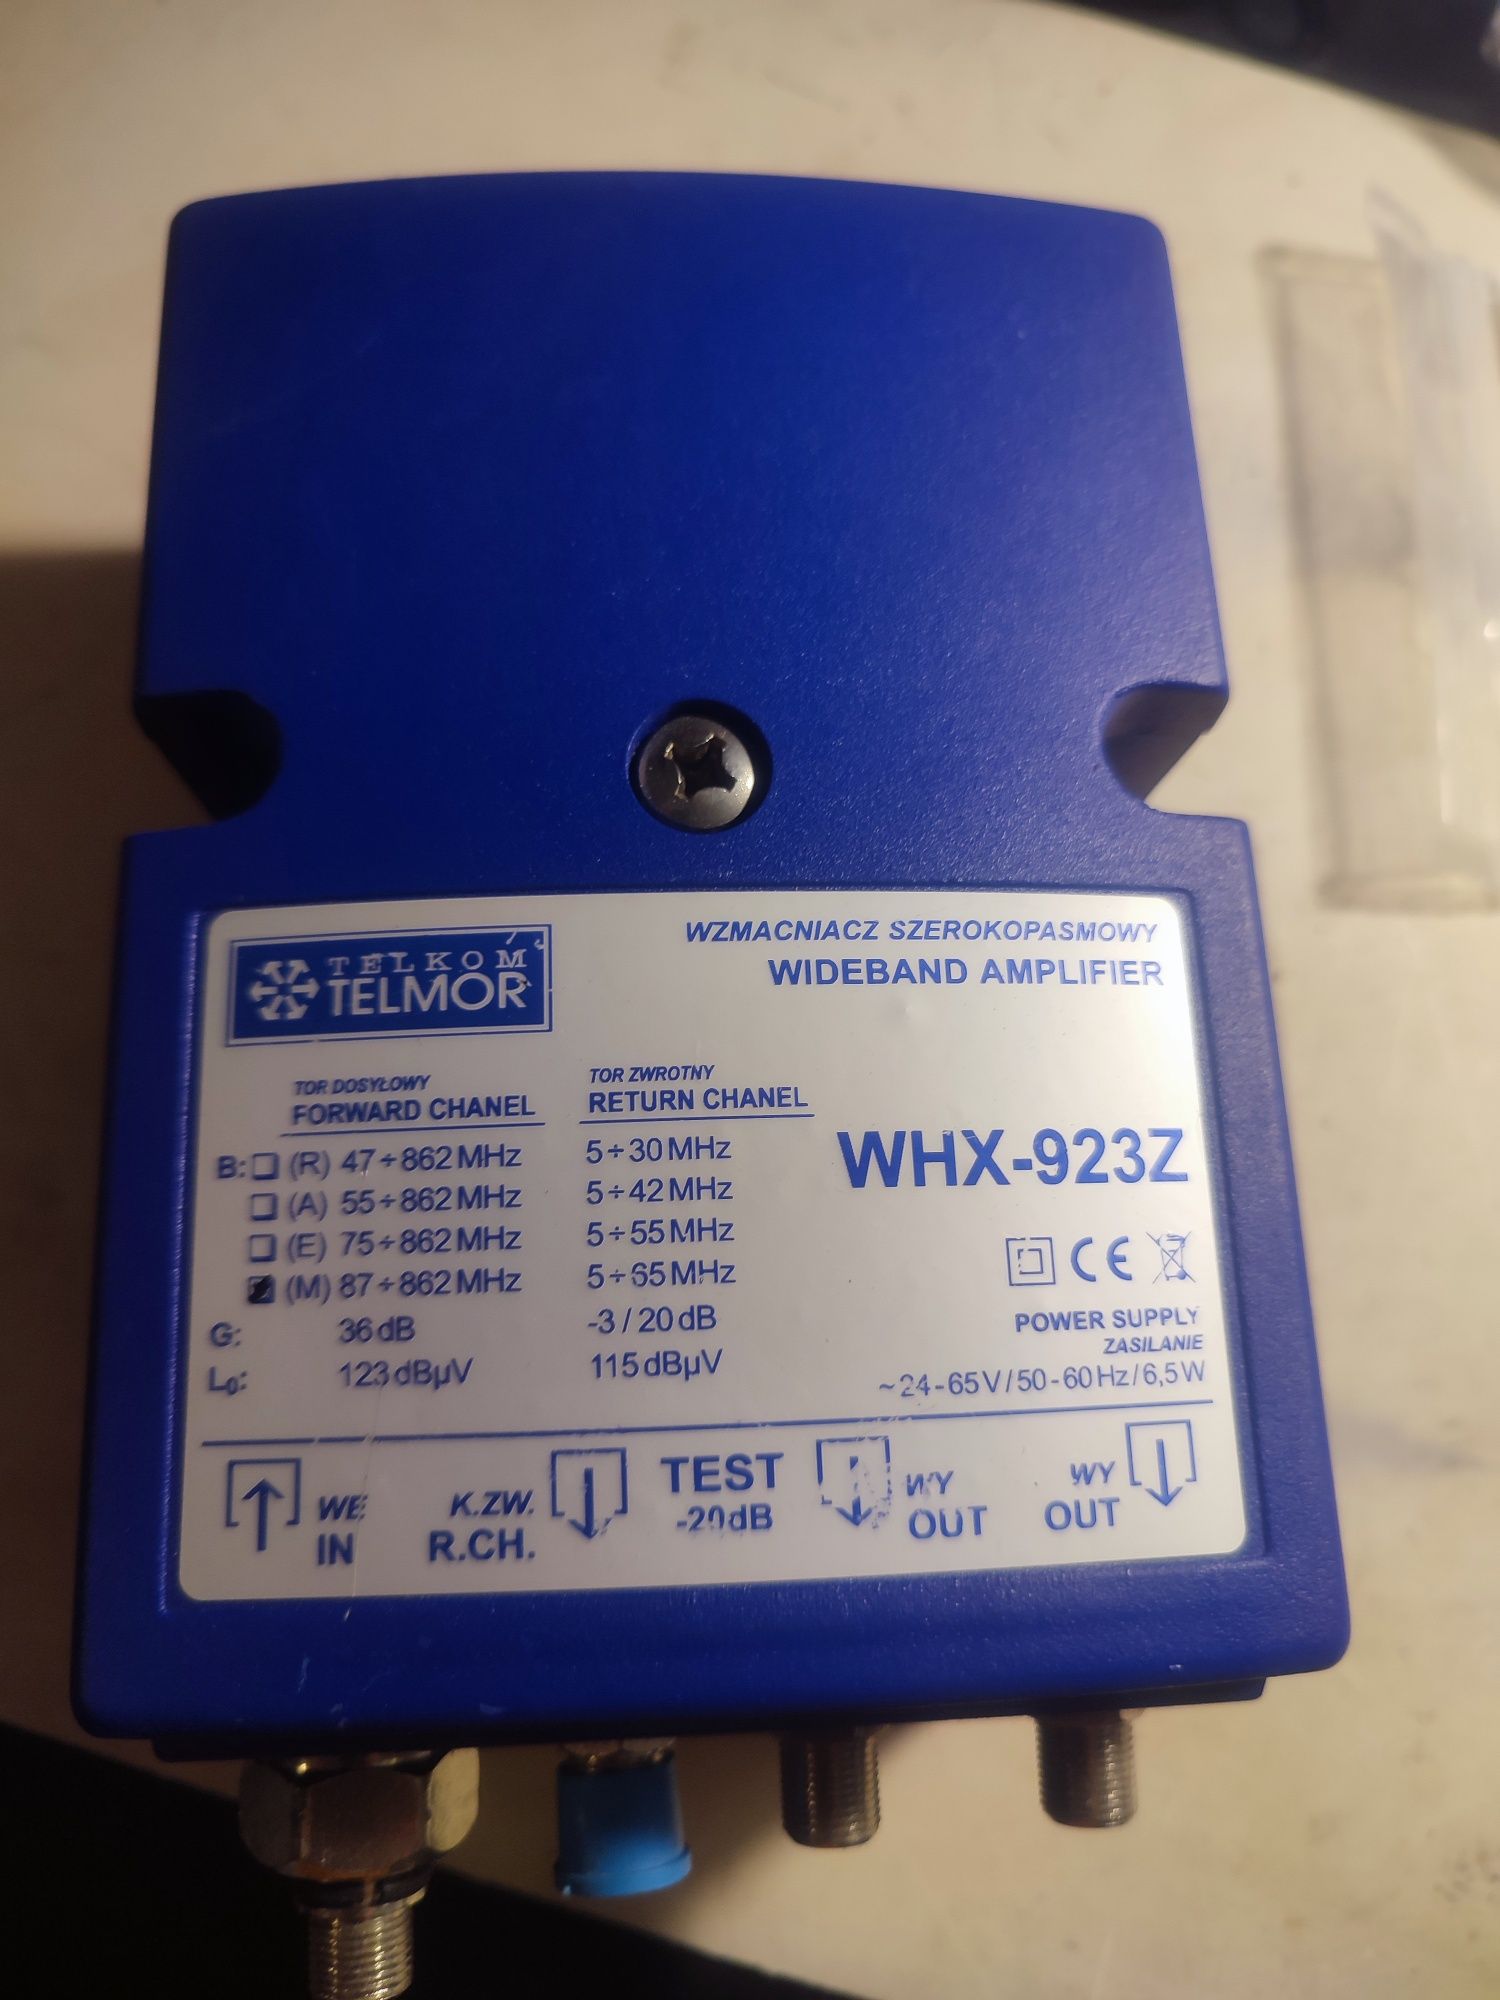 TELKOM
TELMOR
WZMACNIACZ SZEROKOPASMOWY
WIDEBAND AMPLIFIER
TOR DOSYŁOWY
FORWARD CHANEL
TOR ZWROTNY
RETURN CHANEL
B: (R) 47÷862 MHz 5÷30 MHz
(A) 55÷862 MHz 5÷42 MHz
(E) 75÷862 MHz 5÷55 MHz
(M) 87÷862 MHz 5÷65 MHz
G: 36 dB -3 / 20 dB
L₀: 123 dBµV 115 dBµV
WHX-923Z
CE
POWER SUPPLY
ZASILANIE
~24-65V/50-60Hz/6,5W
WE
IN
K.ZW.
R.CH.
TEST
-20dB
WY
OUT
WY
OUT